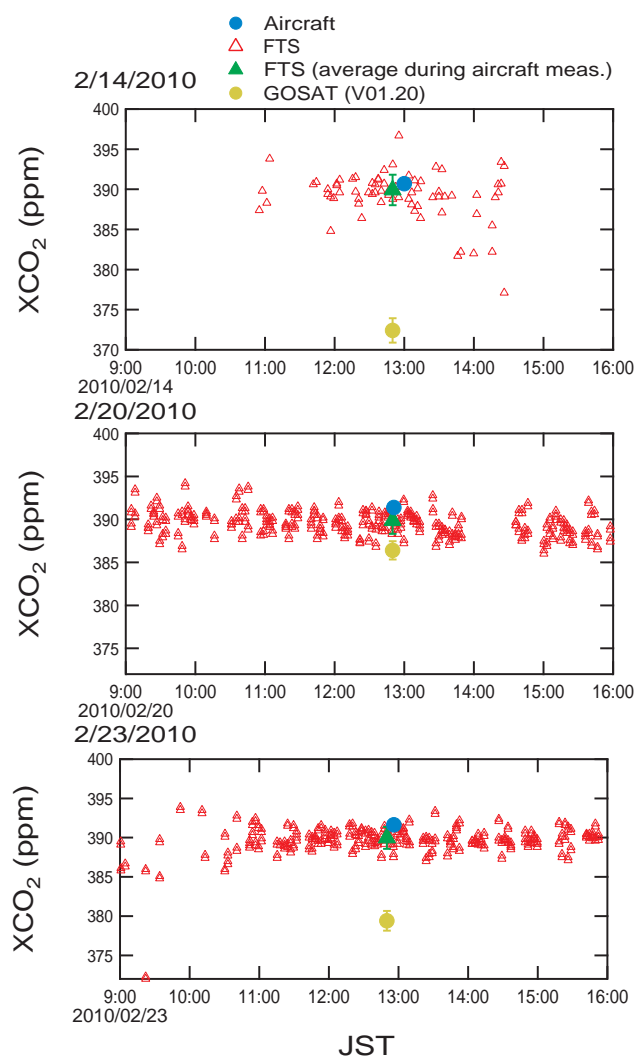 Aircraft
FTS
FTS (average during aircraft meas.)
GOSAT (V01.20)
2/14/2010
XCO2 (ppm)
400
395
390
385
380
375
370
9:00 10:00 11:00 12:00 13:00 14:00 15:00 16:00
2010/02/14
2/20/2010
XCO2 (ppm)
400
395
390
385
380
375
9:00 10:00 11:00 12:00 13:00 14:00 15:00 16:00
2010/02/20
2/23/2010
XCO2 (ppm)
400
395
390
385
380
375
9:00 10:00 11:00 12:00 13:00 14:00 15:00 16:00
2010/02/23
JST